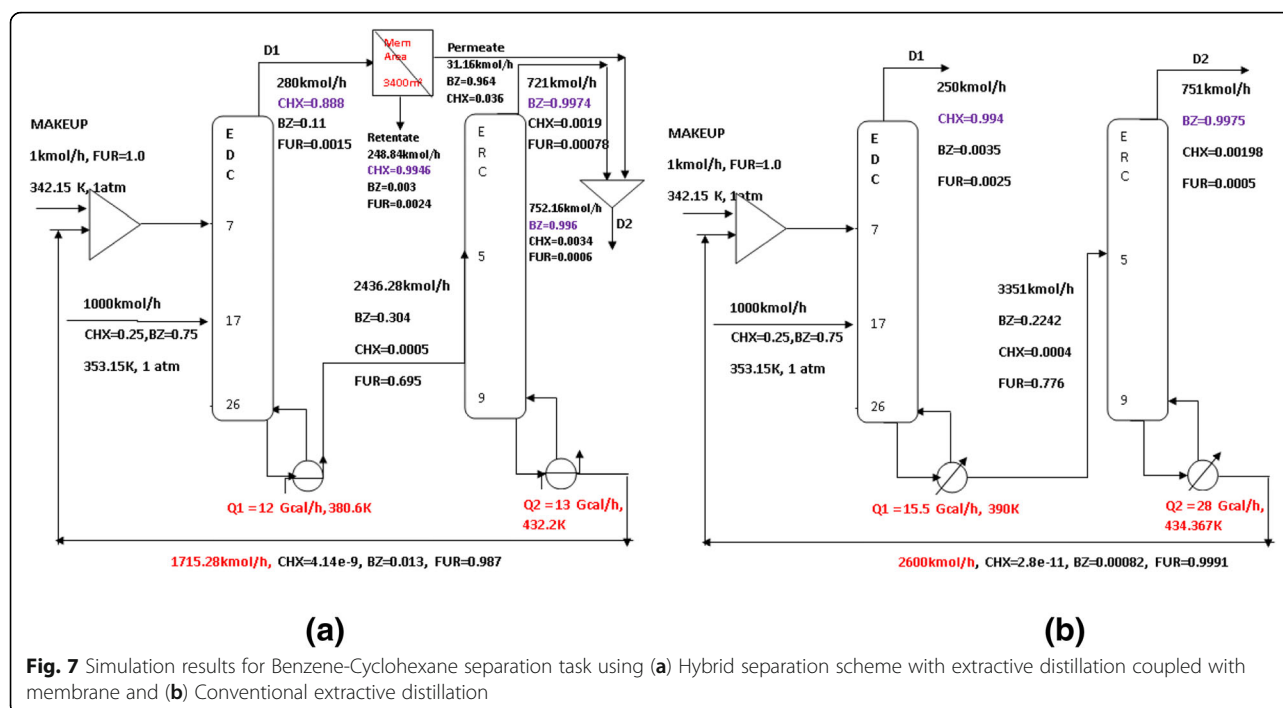 D1
Mem
Area
3400m²
280kmol/h
CHX=0.888
BZ=0.11
FUR=0.0015
Permeate
31.16kmol/h
BZ=0.964
CHX=0.036
721kmol/h
BZ=0.9974
CHX=0.0019
FUR=0.00078
MAKEUP
1kmol/h, FUR=1.0
342.15 K, 1atm
E
D
C
7
17
26
Retentate
248.84kmol/h
CHX=0.9946
BZ=0.003
FUR=0.0024
E
R
C
5
9
752.16kmol/h
BZ=0.996
CHX=0.0034
FUR=0.0006
D2
1000kmol/h
CHX=0.25,BZ=0.75
353.15K, 1 atm
2436.28kmol/h
BZ=0.304
CHX=0.0005
FUR=0.695
Q1 =12 Gcal/h, 380.6K
Q2 =13 Gcal/h,
432.2K
1715.28kmol/h, CHX=4.14e-9, BZ=0.013, FUR=0.987
(a)
D1
250kmol/h
CHX=0.994
BZ=0.0035
FUR=0.0025
D2
751kmol/h
BZ=0.9975
CHX=0.00198
FUR=0.0005
MAKEUP
1kmol/h, FUR=1.0
342.15 K, 1atm
E
D
C
7
17
26
E
R
C
5
9
1000kmol/h
CHX=0.25,BZ=0.75
353.15K, 1 atm
3351kmol/h
BZ=0.2242
CHX=0.0004
FUR=0.776
Q1 =15.5 Gcal/h, 390K
Q2 =28 Gcal/h,
434.367K
2600kmol/h, CHX=2.8e-11, BZ=0.00082, FUR=0.9991
(b)
Fig. 7 Simulation results for Benzene-Cyclohexane separation task using (a) Hybrid separation scheme with extractive distillation coupled with
membrane and (b) Conventional extractive distillation